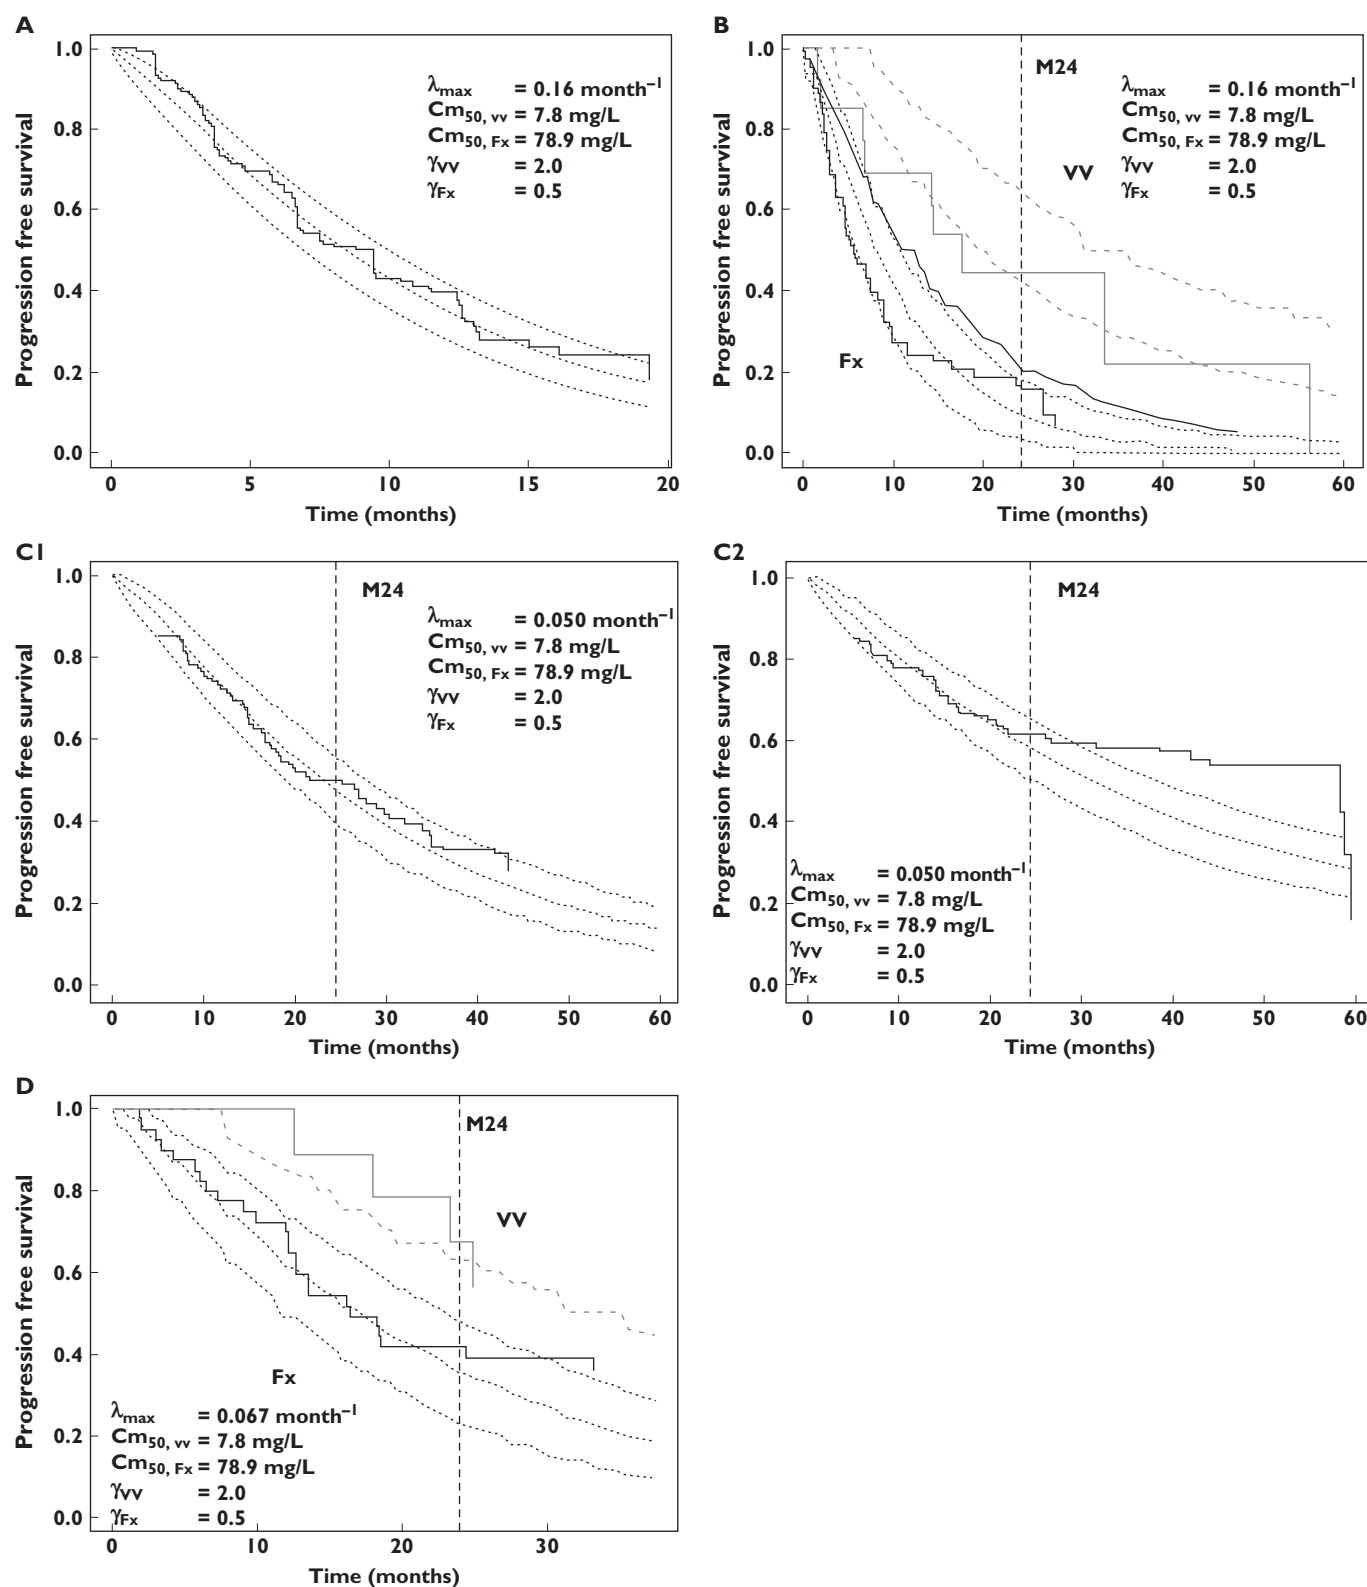 A
Progression free survival
1.0
0.8
0.6
0.4
0.2
0.0
λmax = 0.16 month–1
Cm50, vv = 7.8 mg/L
Cm50, Fx = 78.9 mg/L
γVV = 2.0
γFx = 0.5
0 5 10 15 20
Time (months)
B
Progression free survival
1.0
0.8
0.6
0.4
0.2
0.0
M24
λmax = 0.16 month–1
Cm50, vv = 7.8 mg/L
Cm50, Fx = 78.9 mg/L
γVV = 2.0
γFx = 0.5
VV
Fx
0 10 20 30 40 50 60
Time (months)
C1
Progression free survival
1.0
0.8
0.6
0.4
0.2
0.0
M24
λmax = 0.050 month–1
Cm50, vv = 7.8 mg/L
Cm50, Fx = 78.9 mg/L
γVV = 2.0
γFx = 0.5
0 10 20 30 40 50 60
Time (months)
C2
Progression free survival
1.0
0.8
0.6
0.4
0.2
0.0
M24
λmax = 0.050 month–1
Cm50, vv = 7.8 mg/L
Cm50, Fx = 78.9 mg/L
γVV = 2.0
γFx = 0.5
0 10 20 30 40 50 60
Time (months)
D
Progression free survival
1.0
0.8
0.6
0.4
0.2
0.0
M24
VV
Fx
λmax = 0.067 month–1
Cm50, vv = 7.8 mg/L
Cm50, Fx = 78.9 mg/L
γVV = 2.0
γFx = 0.5
0 10 20 30
Time (months)